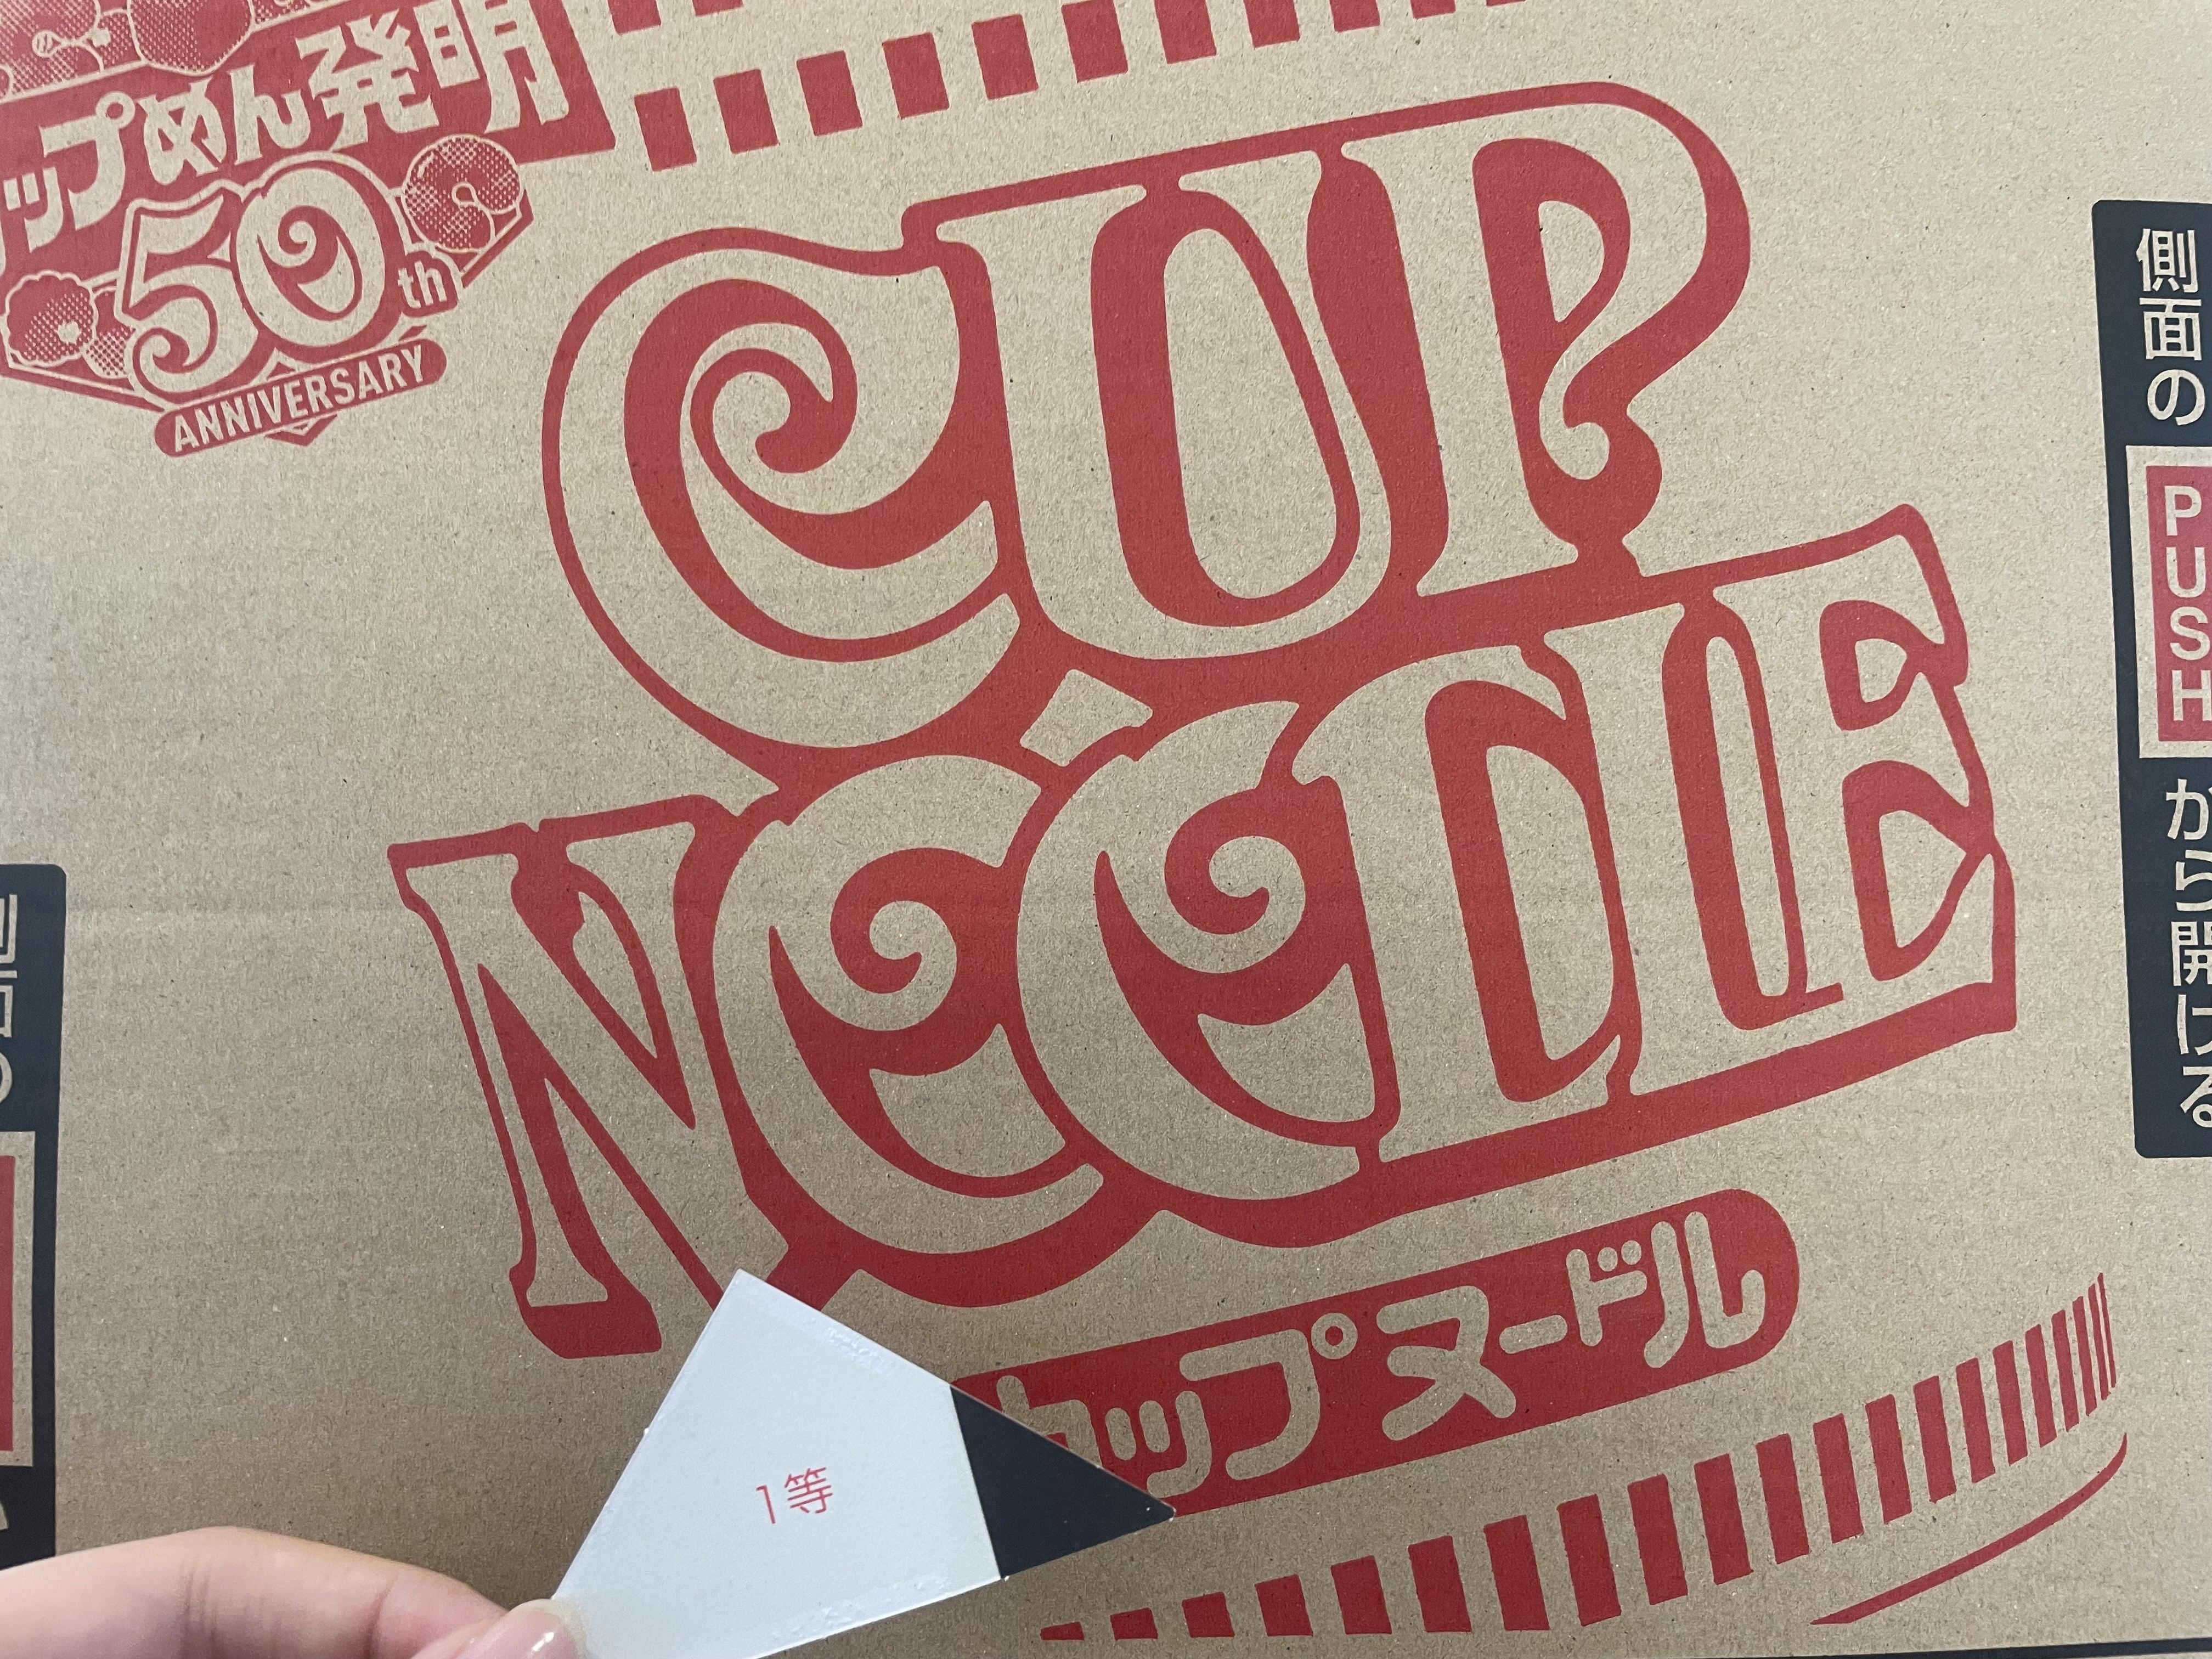 ップめん発明
50th
ANNIVERSARY
CUP
NOODLE
カップヌードル
側面の
PUSH
から開ける
1等